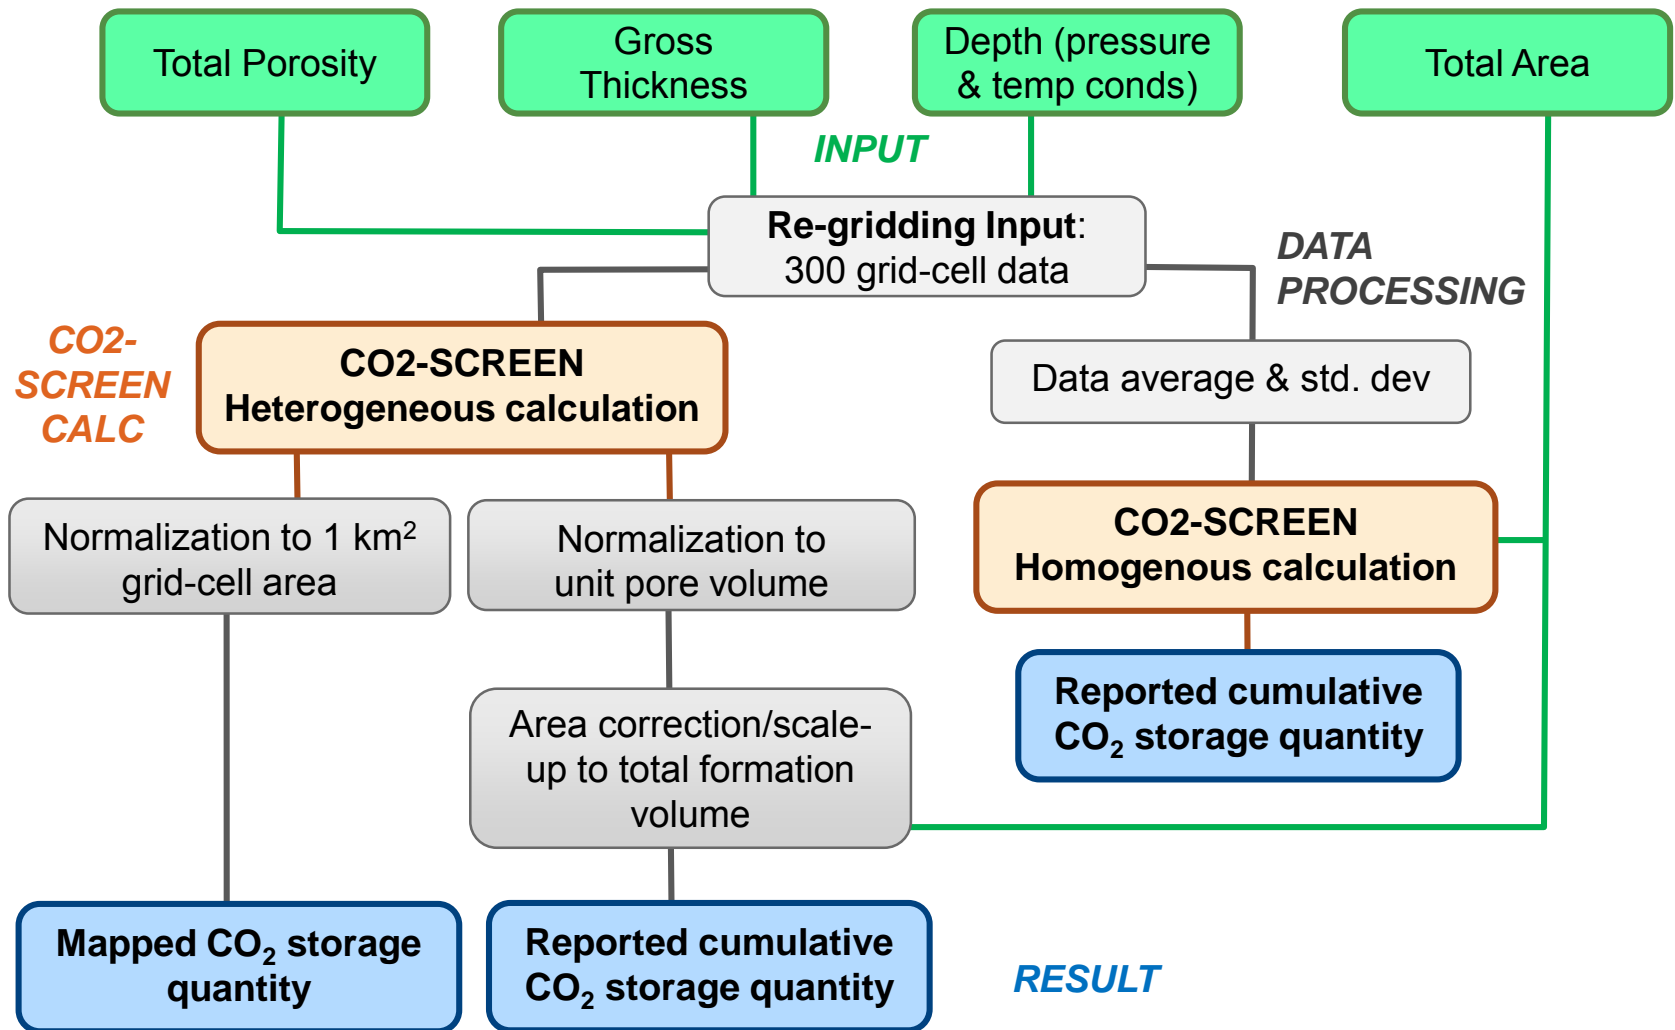 Total Porosity
Gross
Thickness
Depth (pressure
& temp conds)
Total Area
INPUT
Re-gridding Input:
300 grid-cell data
DATA
PROCESSING
CO2-
SCREEN
CALC
CO2-SCREEN
Heterogeneous calculation
Data average & std. dev
Normalization to 1 km²
grid-cell area
Normalization to
unit pore volume
CO2-SCREEN
Homogenous calculation
Area correction/scale-
up to total formation
volume
Reported cumulative
CO₂ storage quantity
Mapped CO₂ storage
quantity
Reported cumulative
CO₂ storage quantity
RESULT